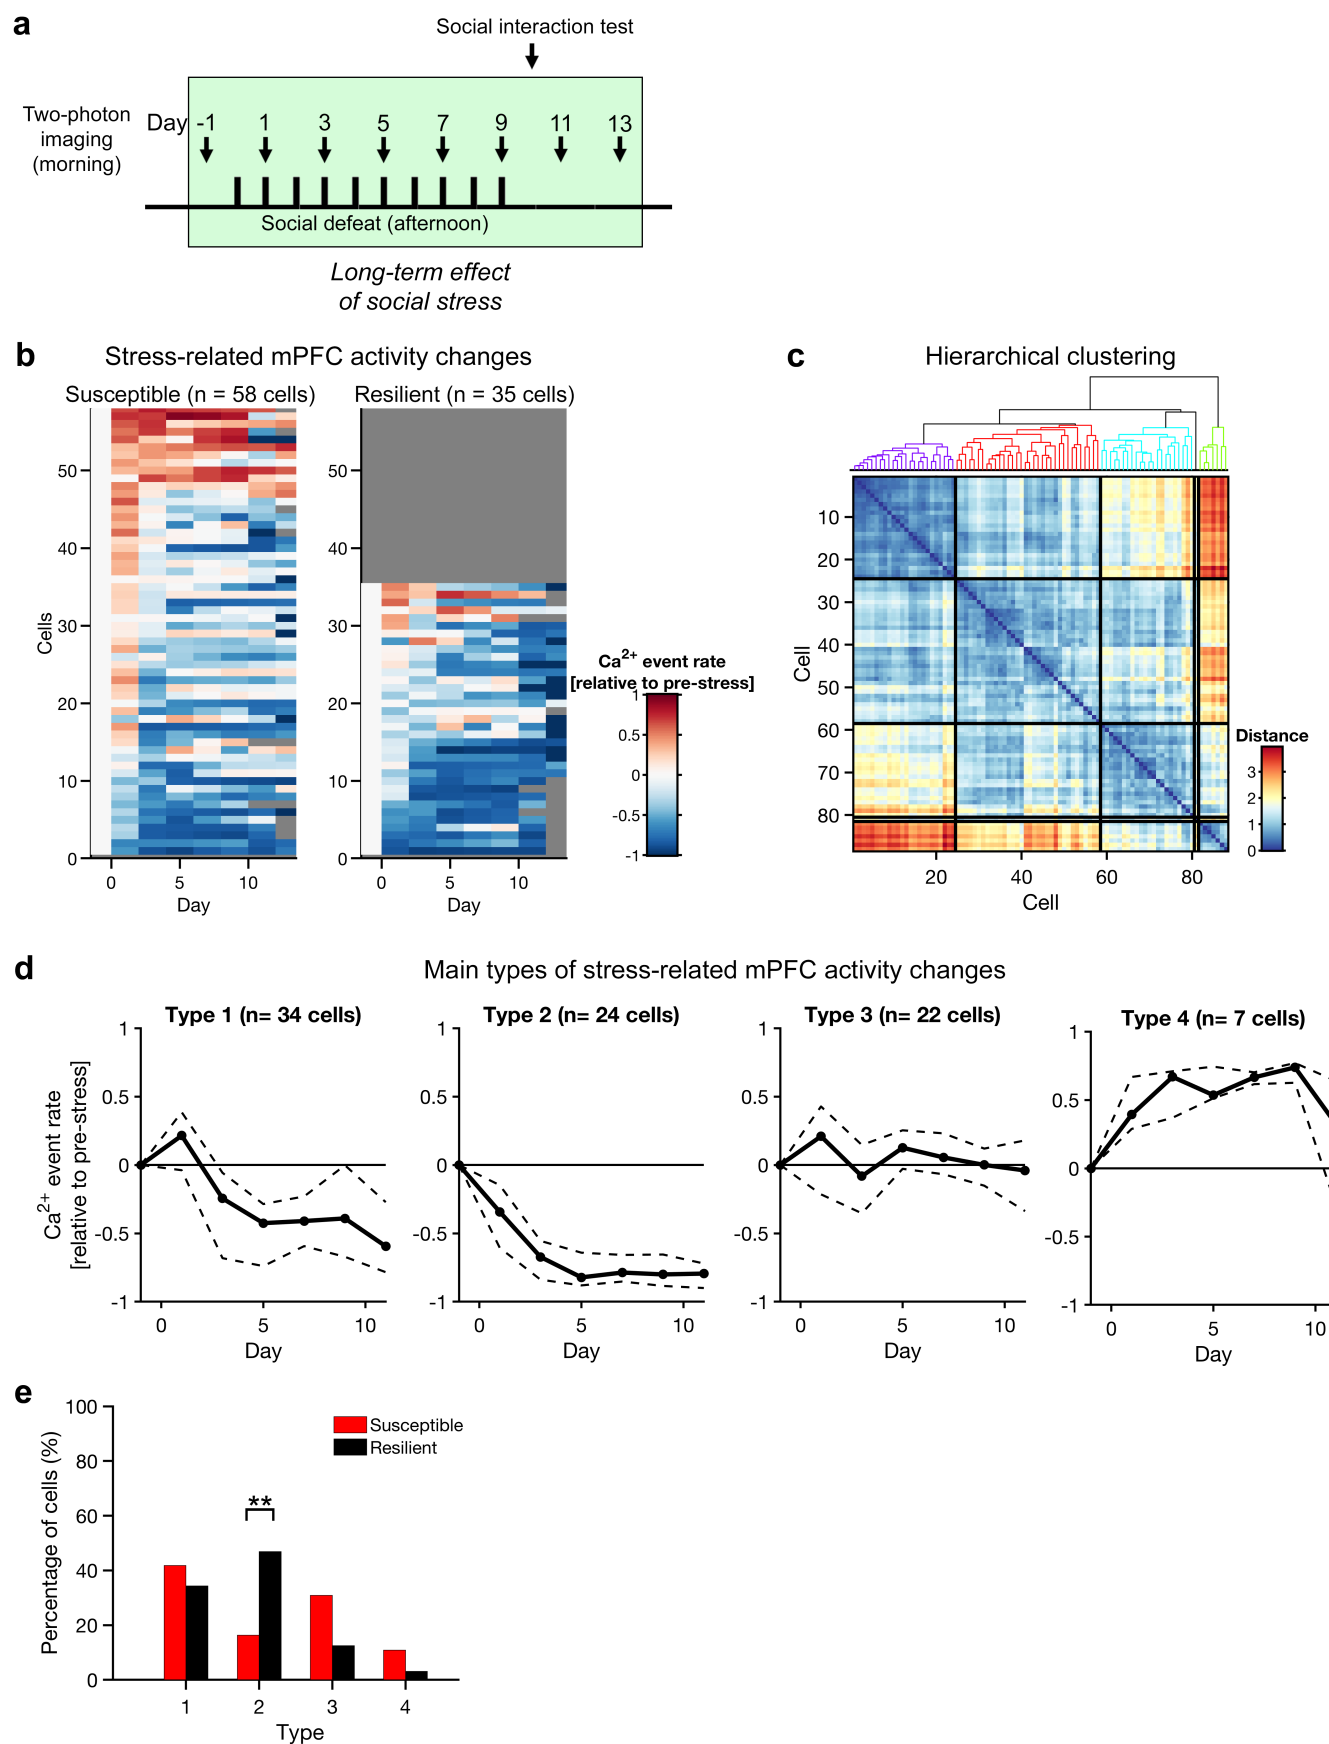 a
Social interaction test
Two-photon
imaging
(morning)
Day -1 1 3 5 7 9 11 13
Social defeat (afternoon)
Long-term effect
of social stress
b
Stress-related mPFC activity changes
Susceptible (n = 58 cells)
Resilient (n = 35 cells)
Cells
50
40
30
20
10
0
0 5 10
Day
50
40
30
20
10
0
0 5 10
Day
Ca2+ event rate
[relative to pre-stress]
1
0.5
0
-0.5
-1
c
Hierarchical clustering
Cell
10
20
30
40
50
60
70
80
20 40 60 80
Cell
Distance
3
2
1
0
d
Main types of stress-related mPFC activity changes
Ca2+ event rate
[relative to pre-stress]
Type 1 (n= 34 cells)
1
0.5
0
-0.5
-1
0 5 10
Day
Type 2 (n= 24 cells)
1
0.5
0
-0.5
-1
0 5 10
Day
Type 3 (n= 22 cells)
1
0.5
0
-0.5
-1
0 5 10
Day
Type 4 (n= 7 cells)
1
0.5
0
-0.5
-1
0 5 10
Day
e
Percentage of cells (%)
100
80
60
40
20
0
Susceptible
Resilient
**
1 2 3 4
Type